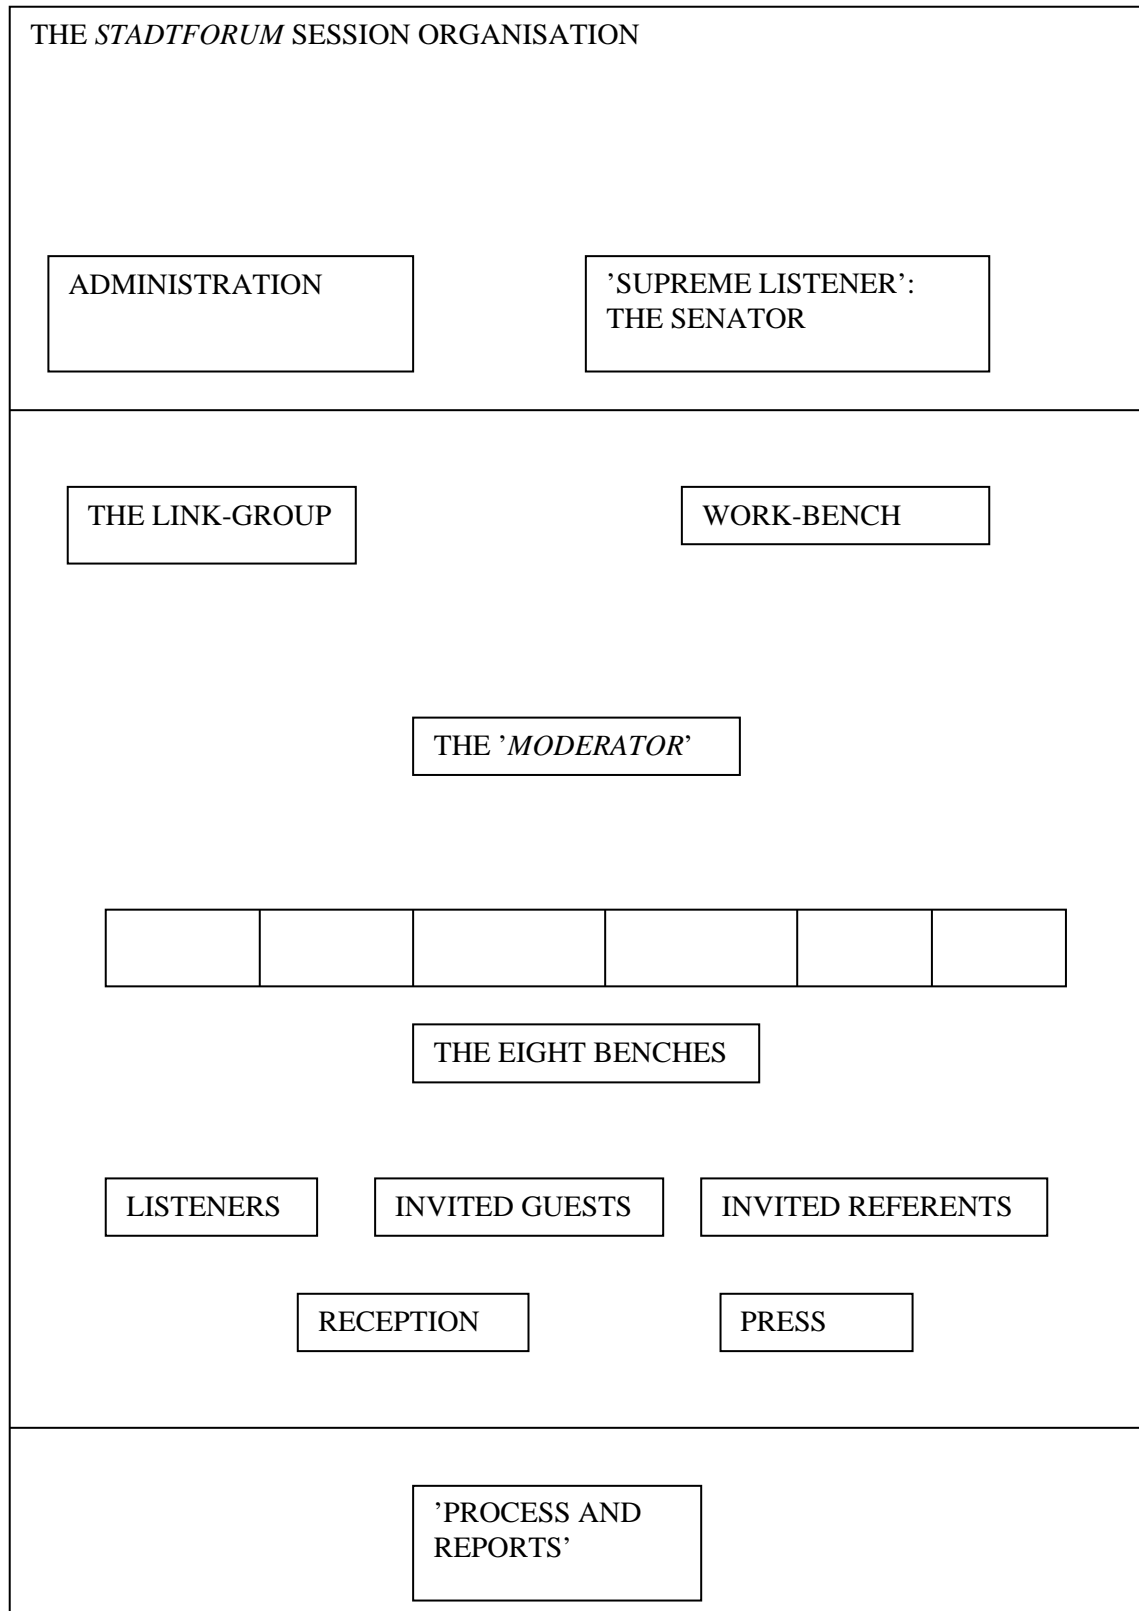 THE STADTFORUM SESSION ORGANISATION
ADMINISTRATION
’SUPREME LISTENER’:
THE SENATOR
THE LINK-GROUP
WORK-BENCH
THE ’MODERATOR’
THE EIGHT BENCHES
LISTENERS
INVITED GUESTS
INVITED REFERENTS
RECEPTION
PRESS
’PROCESS AND
REPORTS’